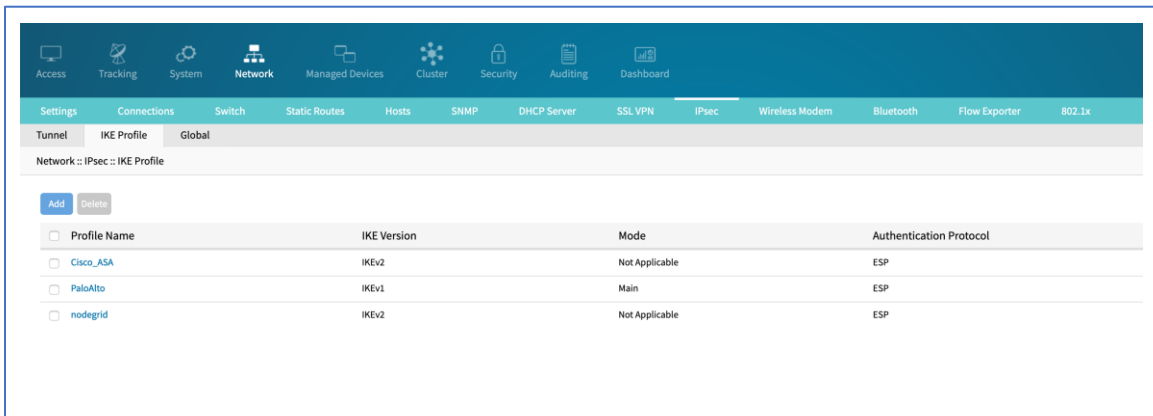 Access Tracking System Network Managed Devices Cluster Security Auditing Dashboard
Settings Connections Switch Static Routes Hosts SNMP DHCP Server SSL VPN IPsec Wireless Modem Bluetooth Flow Exporter 802.1x
Tunnel IKE Profile Global
Network :: IPsec :: IKE Profile
Add Delete
Profile Name IKE Version Mode Authentication Protocol
Cisco_ASA IKEv2 Not Applicable ESP
PaloAlto IKEv1 Main ESP
nodegrid IKEv2 Not Applicable ESP